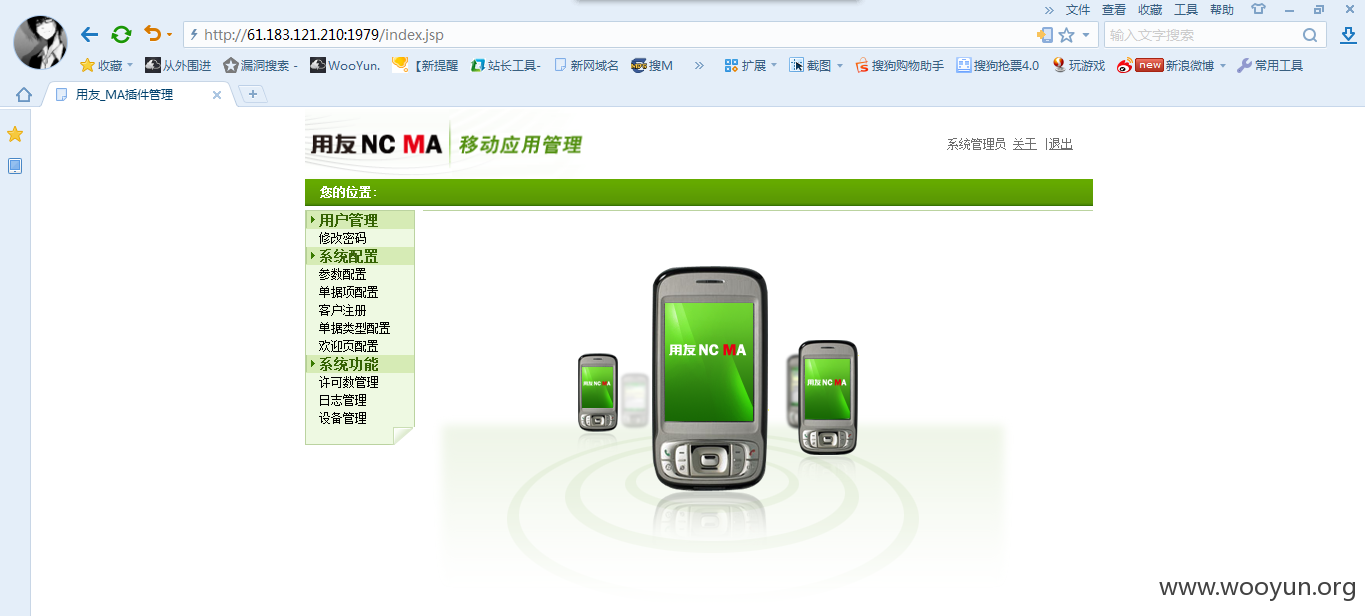 » 文件 查看 收藏 工具 帮助
http://61.183.121.210:1979/index.jsp 输入文字搜索
收藏 从外围进 漏洞搜索 - WooYun. 【新提醒 站长工具- 新网域名 搜M » 扩展 截图 搜狗购物助手 搜狗抢票4.0 玩游戏 new 新浪微博 常用工具
用友_MA插件管理
用友 NC MA 移动应用管理 系统管理员 关于 |退出
您的位置:
用户管理
修改密码
系统配置
参数配置
单据项配置
客户注册
单据类型配置
欢迎页配置
系统功能
许可数管理
日志管理
设备管理
用友 NC MA
用友 NC MA
用友 NC MA
www.wooyun.org